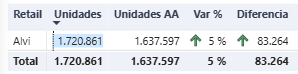 Retail Unidades Unidades AA Var % Diferencia
Alvi 1.720.861 1.637.597 5 % 83.264
Total 1.720.861 1.637.597 5 % 83.264